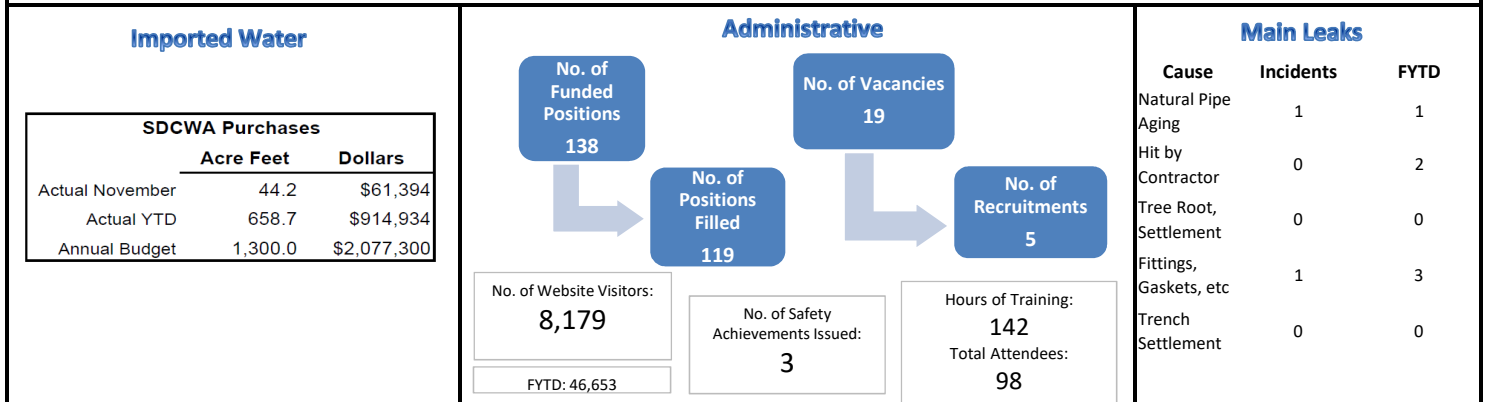 Imported Water
SDCWA Purchases
Acre Feet Dollars
Actual November 44.2 $61,394
Actual YTD 658.7 $914,934
Annual Budget 1,300.0 $2,077,300
Administrative
No. of
Funded
Positions
138
No. of
Positions
Filled
119
No. of Vacancies
19
No. of
Recruitments
5
No. of Website Visitors:
8,179
FYTD: 46,653
No. of Safety
Achievements Issued:
3
Hours of Training:
142
Total Attendees:
98
Main Leaks
Cause Incidents FYTD
Natural Pipe
Aging 1 1
Hit by
Contractor 0 2
Tree Root,
Settlement 0 0
Fittings,
Gaskets, etc 1 3
Trench
Settlement 0 0